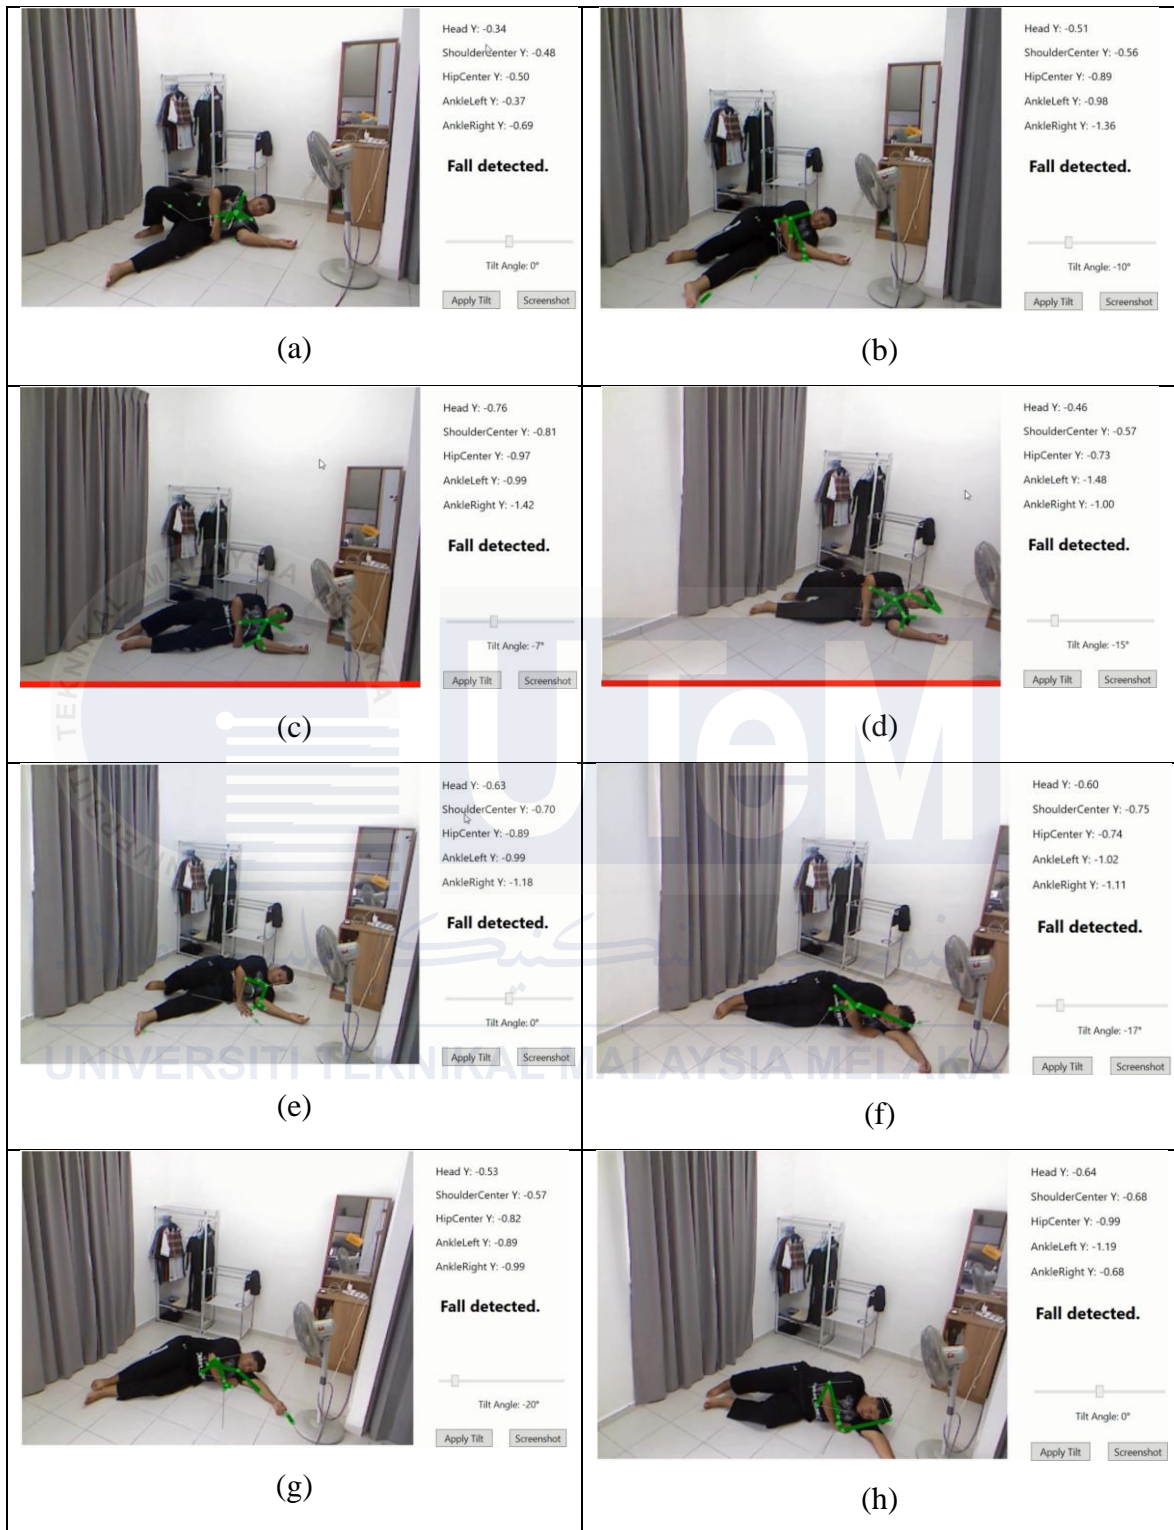 Head Y: -0.34
ShoulderCenter Y: -0.48
HipCenter Y: -0.50
AnkleLeft Y: -0.37
AnkleRight Y: -0.69
Fall detected.
Tilt Angle: 0°
Apply Tilt Screenshot
(a)
Head Y: -0.51
ShoulderCenter Y: -0.56
HipCenter Y: -0.89
AnkleLeft Y: -0.98
AnkleRight Y: -1.36
Fall detected.
Tilt Angle: -10°
Apply Tilt Screenshot
(b)
Head Y: -0.76
ShoulderCenter Y: -0.81
HipCenter Y: -0.97
AnkleLeft Y: -0.99
AnkleRight Y: -1.42
Fall detected.
Tilt Angle: -7°
Apply Tilt Screenshot
(c)
Head Y: -0.46
ShoulderCenter Y: -0.57
HipCenter Y: -0.73
AnkleLeft Y: -1.48
AnkleRight Y: -1.00
Fall detected.
Tilt Angle: -15°
Apply Tilt Screenshot
(d)
Head Y: -0.63
ShoulderCenter Y: -0.70
HipCenter Y: -0.89
AnkleLeft Y: -0.99
AnkleRight Y: -1.18
Fall detected.
Tilt Angle: 0°
Apply Tilt Screenshot
(e)
Head Y: -0.60
ShoulderCenter Y: -0.75
HipCenter Y: -0.74
AnkleLeft Y: -1.02
AnkleRight Y: -1.11
Fall detected.
Tilt Angle: -17°
Apply Tilt Screenshot
(f)
Head Y: -0.53
ShoulderCenter Y: -0.57
HipCenter Y: -0.82
AnkleLeft Y: -0.89
AnkleRight Y: -0.99
Fall detected.
Tilt Angle: -20°
Apply Tilt Screenshot
(g)
Head Y: -0.64
ShoulderCenter Y: -0.68
HipCenter Y: -0.99
AnkleLeft Y: -1.19
AnkleRight Y: -0.68
Fall detected.
Tilt Angle: 0°
Apply Tilt Screenshot
(h)
UTeM
UNIVERSITI TEKNIKAL MALAYSIA MELAKA